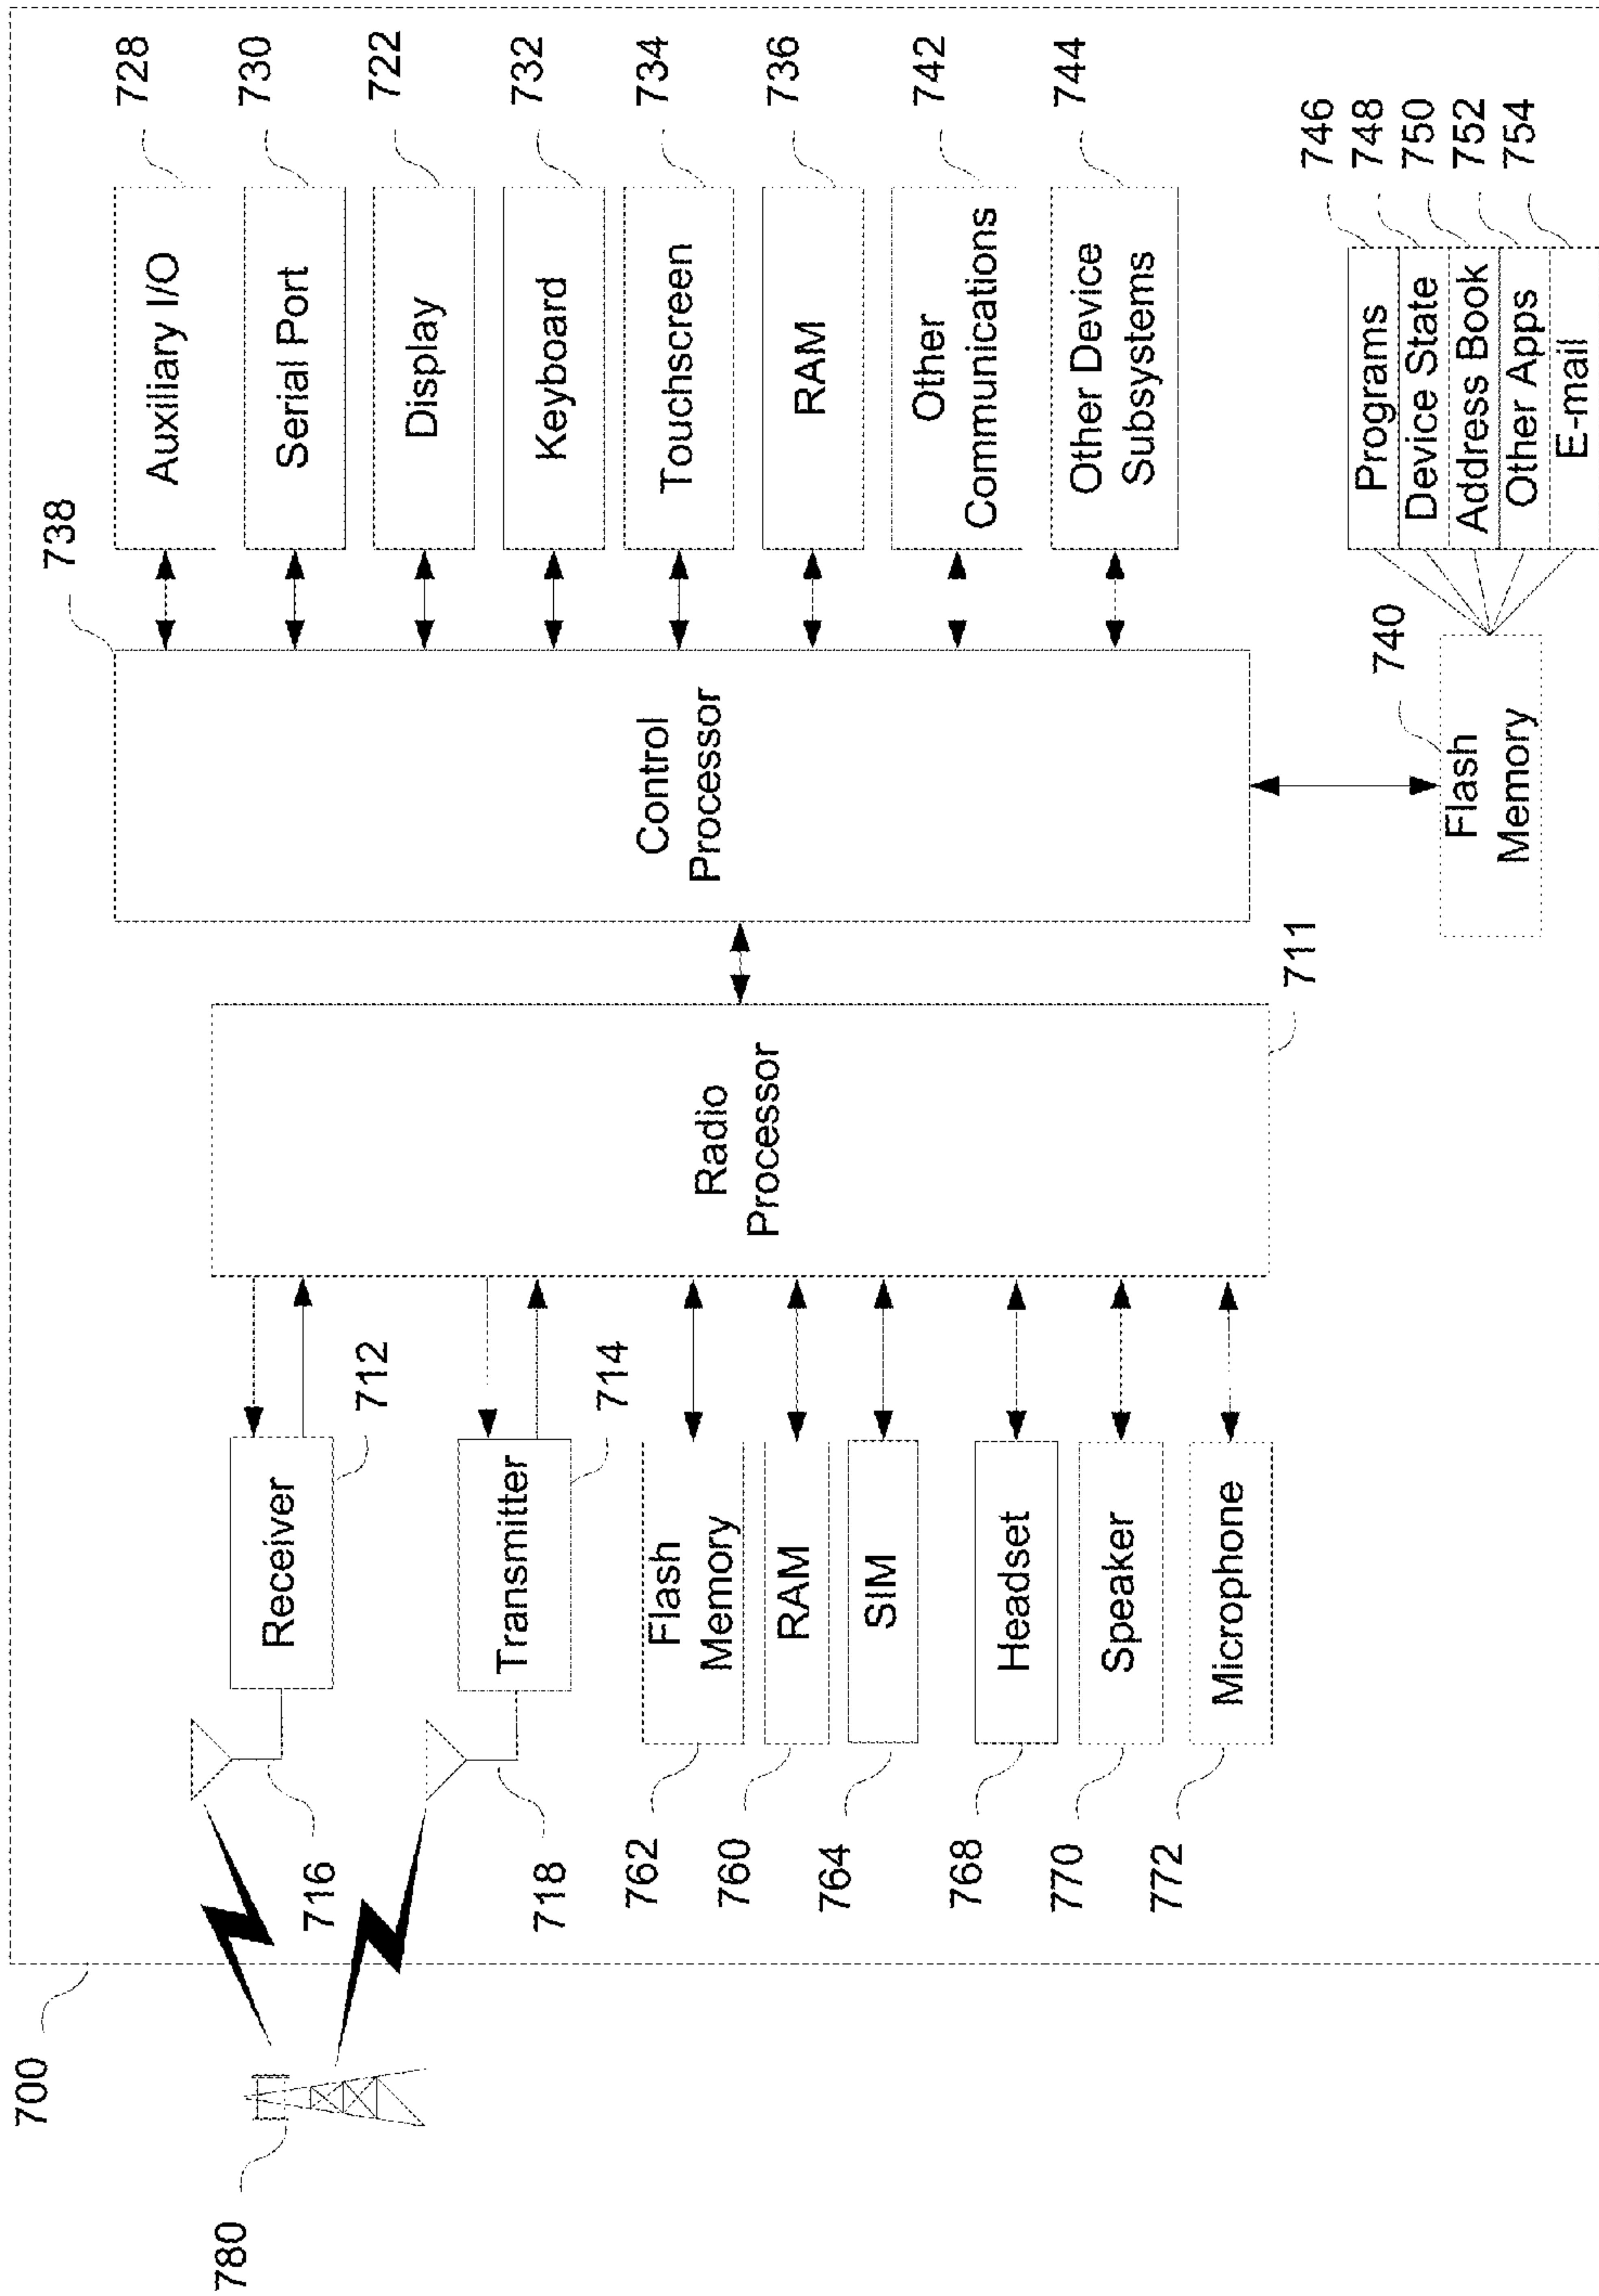 700
780
716
718
Receiver
712
Transmitter
714
762
Flash
Memory
760
RAM
764
SIM
768
Headset
770
Speaker
772
Microphone
Radio
Processor
711
738
Control
Processor
Auxiliary I/O
728
Serial Port
730
Display
722
Keyboard
732
Touchscreen
734
RAM
736
Other
Communications
742
Other Device
Subsystems
744
740
Flash
Memory
Programs
746
Device State
748
Address Book
750
Other Apps
752
E-mail
754